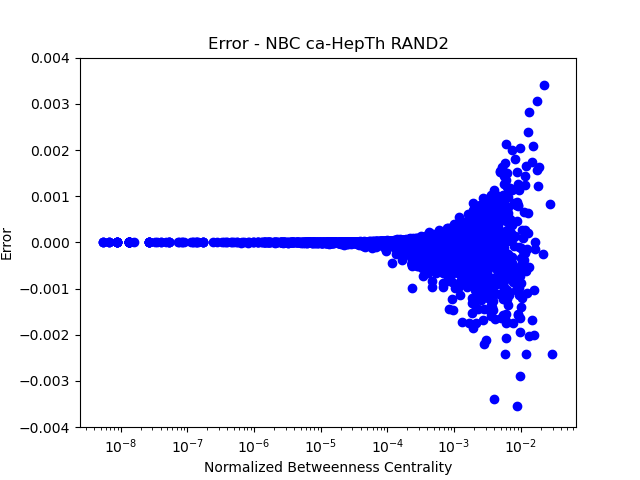 Error - NBC ca-HepTh RAND2
0.004
0.003
0.002
0.001
0.000
−0.001
−0.002
−0.003
−0.004
Error
10⁻⁸ 10⁻⁷ 10⁻⁶ 10⁻⁵ 10⁻⁴ 10⁻³ 10⁻²
Normalized Betweenness Centrality